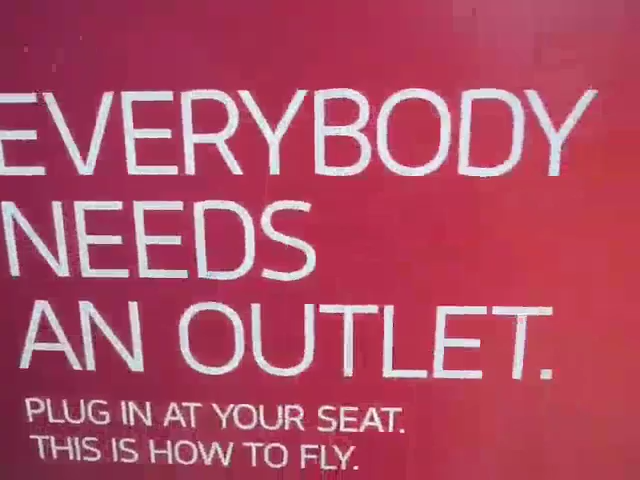 EVERYBODY
NEEDS
AN OUTLET.
PLUG IN AT YOUR SEAT.
THIS IS HOW TO FLY.